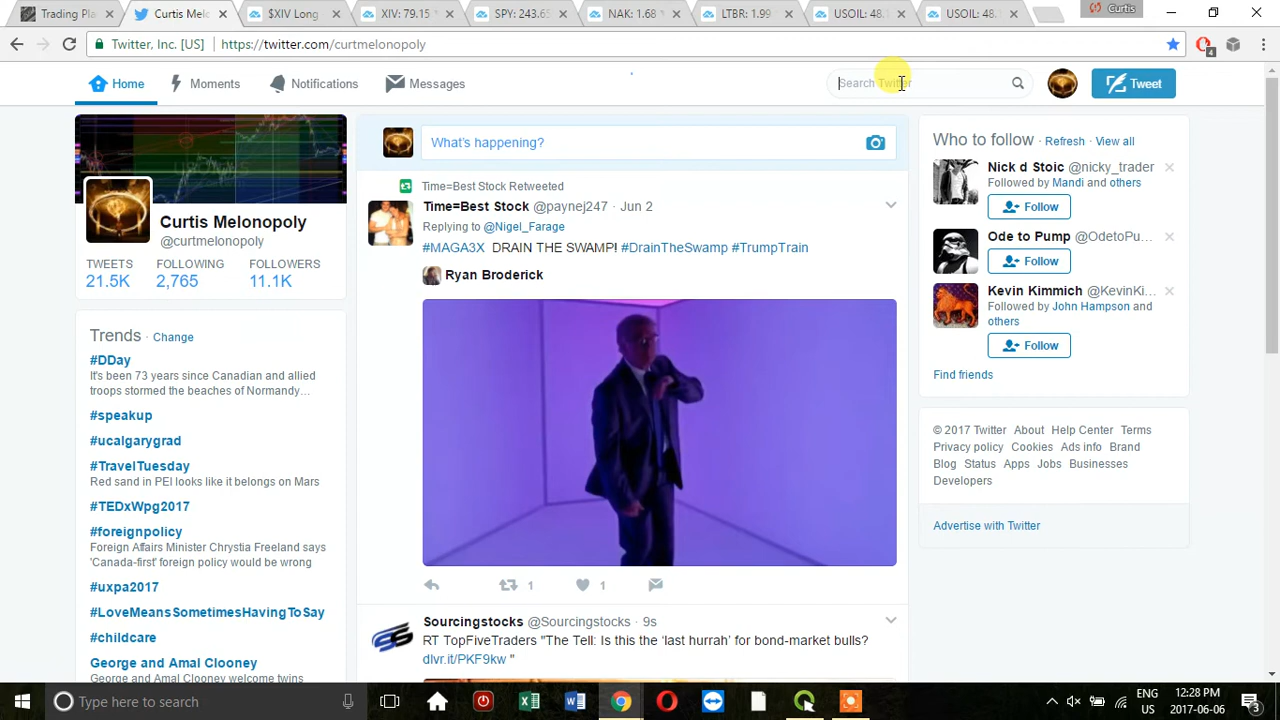 Trading Pla
Curtis Melo
$XIV Long
XIV: 79.15
SPY: 243.65
NAK: 1.68
LTBR: 1.99
USOIL: 48.
USOIL: 48.
Curtis
Twitter, Inc. [US]
https://twitter.com/curtmelonopoly
4
Home
Moments
Notifications
Messages
Search Twitter
Tweet
Curtis Melonopoly
@curtmelonopoly
TWEETS FOLLOWING FOLLOWERS
21.5K 2,765 11.1K
Trends · Change
#DDay
It's been 73 years since Canadian and allied
troops stormed the beaches of Normandy…
#speakup
#ucalgarygrad
#TravelTuesday
Red sand in PEI looks like it belongs on Mars
#TEDxWpg2017
#foreignpolicy
Foreign Affairs Minister Chrystia Freeland says
'Canada-first' foreign policy would be wrong
#uxpa2017
#LoveMeansSometimesHavingToSay
#childcare
George and Amal Clooney
George and Amal Clooney welcome twins
What's happening?
Time=Best Stock Retweeted
Time=Best Stock @paynej247 · Jun 2
Replying to @Nigel_Farage
#MAGA3X DRAIN THE SWAMP! #DrainTheSwamp #TrumpTrain
Ryan Broderick
1
1
Sourcingstocks @Sourcingstocks · 9s
RT TopFiveTraders "The Tell: Is this the 'last hurrah' for bond-market bulls?
dlvr.it/PKF9kw "
Who to follow · Refresh · View all
Nick d Stoic @nicky_trader
Followed by Mandi and others
Follow
Ode to Pump @OdetoPu…
Follow
Kevin Kimmich @KevinKi…
Followed by John Hampson and
others
Follow
Find friends
© 2017 Twitter About Help Center Terms
Privacy policy Cookies Ads info Brand
Blog Status Apps Jobs Businesses
Developers
Advertise with Twitter
Type here to search
ENG
US
12:28 PM
2017-06-06
3